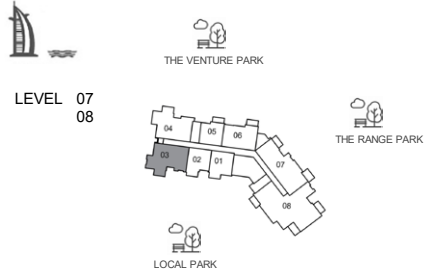 THE VENTURE PARK
LEVEL 07
08
THE RANGE PARK
04
05
06
03
02
01
07
08
LOCAL PARK